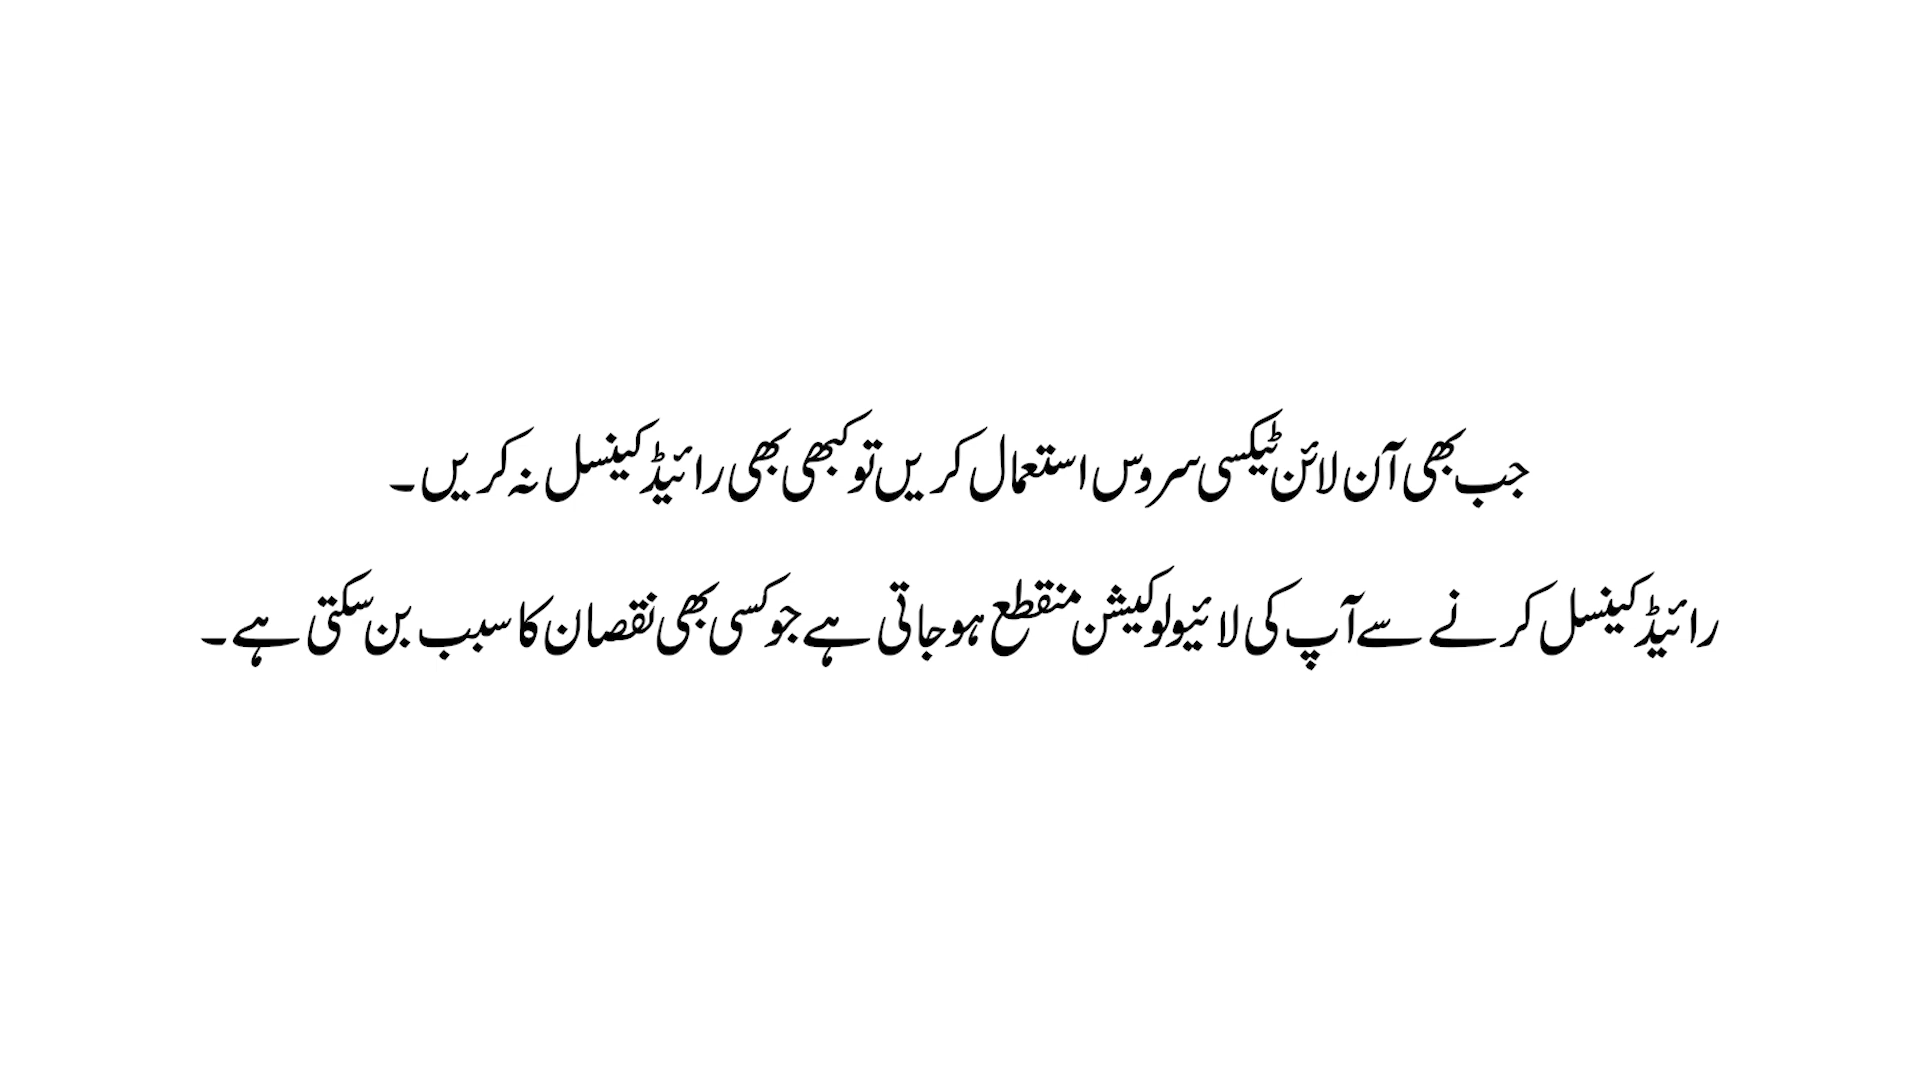 جب بھی آن لائن ٹیکسی سروس استعمال کریں تو کبھی بھی رائیڈ کینسل نہ کریں۔
رائیڈ کینسل کرنے سے آپ کی لائیو لوکیشن منقطع ہو جاتی ہے جو کسی بھی نقصان کا سبب بن سکتی ہے۔